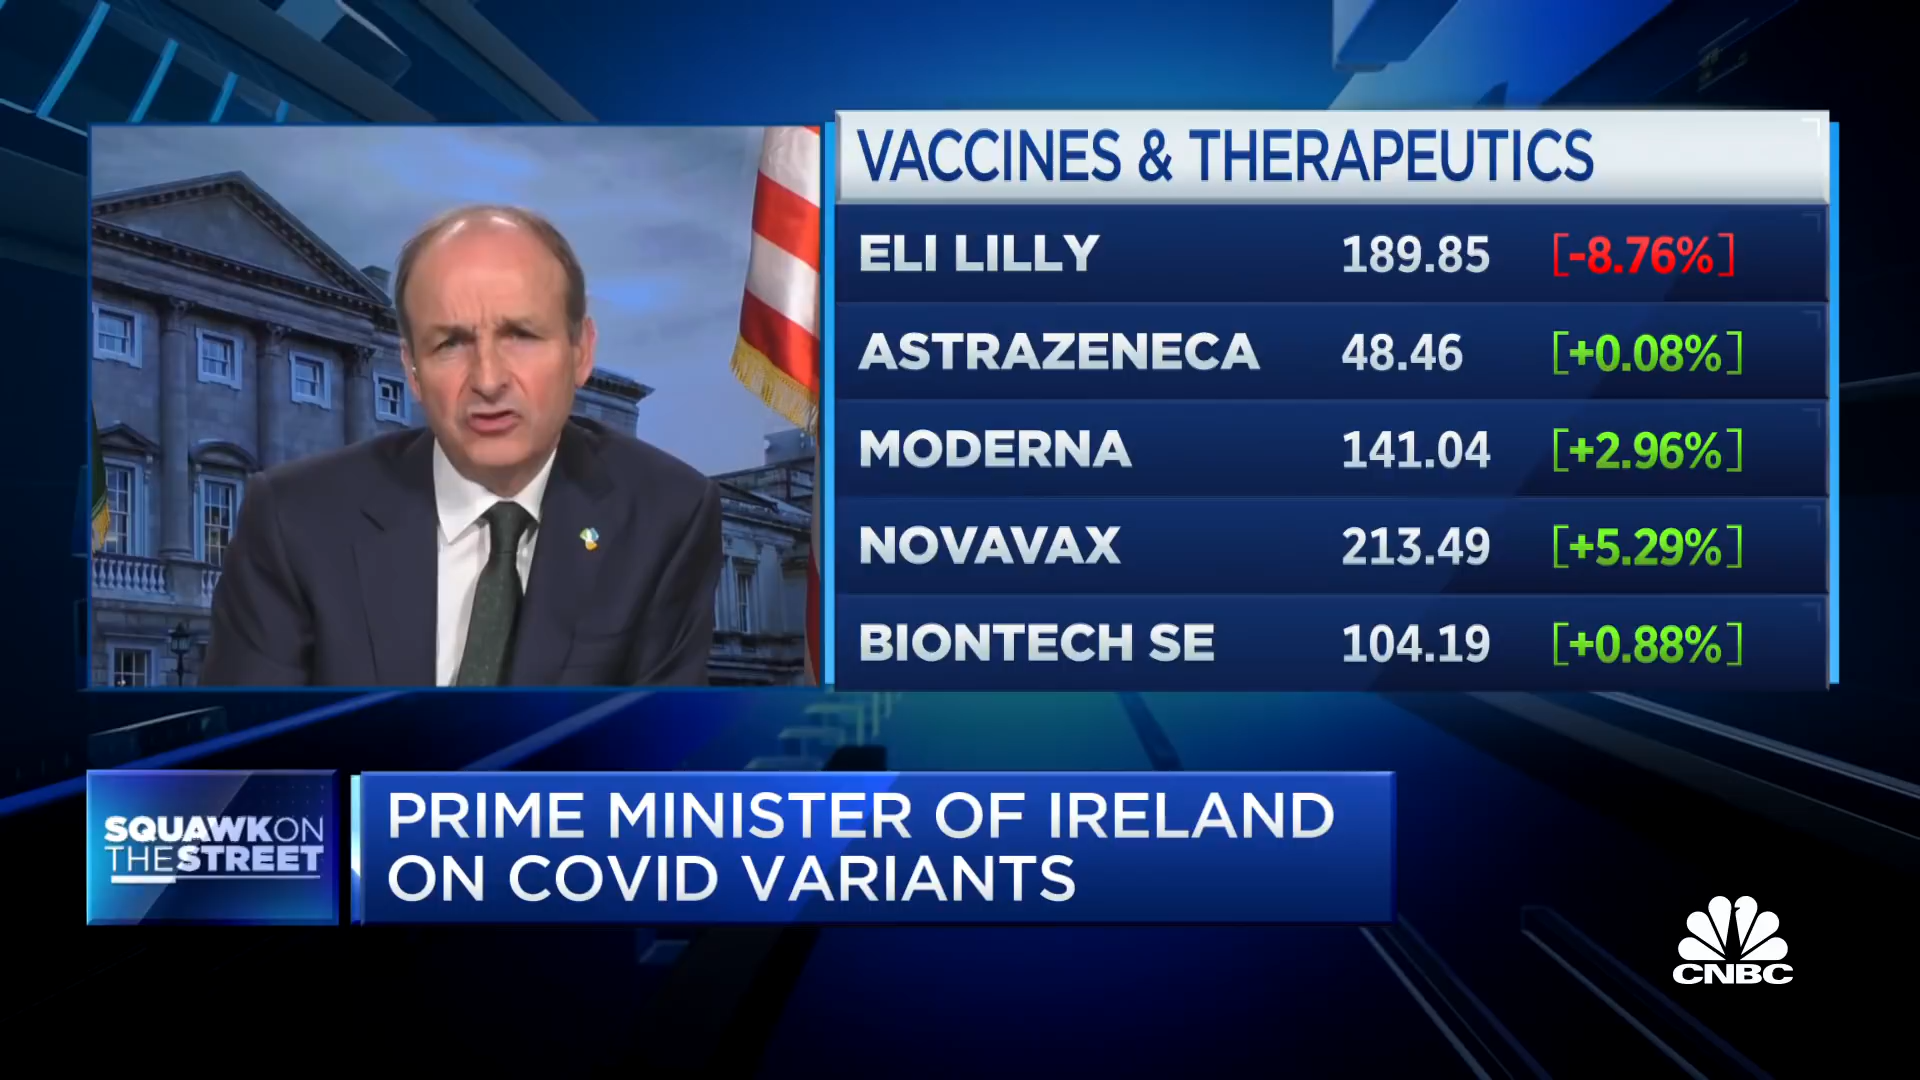 VACCINES & THERAPEUTICS
ELI LILLY 189.85 [-8.76%]
ASTRAZENECA 48.46 [+0.08%]
MODERNA 141.04 [+2.96%]
NOVAVAX 213.49 [+5.29%]
BIONTECH SE 104.19 [+0.88%]
SQUAWK ON
THE STREET
PRIME MINISTER OF IRELAND
ON COVID VARIANTS
CNBC